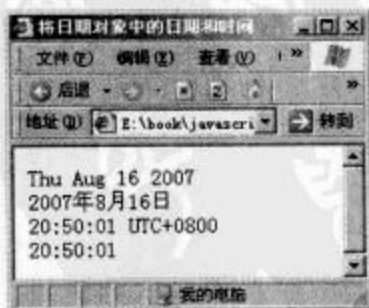 将日期对象中的日期和时间
文件(F) 编辑(E) 查看(V)
后退
地址(D) E:\book\javascri 转到
Thu Aug 16 2007
2007年8月16日
20:50:01 UTC+0800
20:50:01
我的电脑